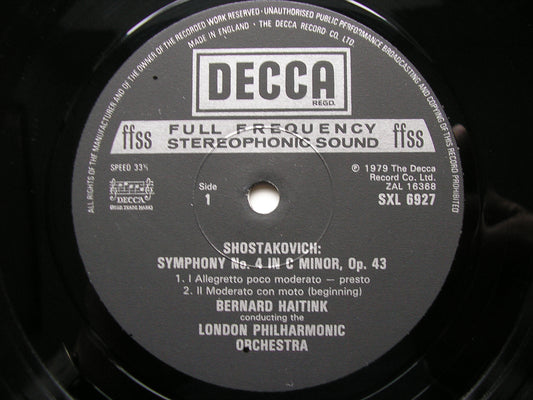 ALL RIGHTS OF THE MANUFACTURER AND OF THE OWNER OF THE RECORDED WORK RESERVED · UNAUTHORISED PUBLIC PERFORMANCE BROADCASTING AND COPYING OF THIS RECORD PROHIBITED
MADE IN ENGLAND · THE DECCA RECORD CO. LTD.
DECCA
REGD.
ffss FULL FREQUENCY STEREOPHONIC SOUND ffss
SPEED 33⅓
DECCA
Side
1
℗ 1979 The Decca
Record Co. Ltd.
ZAL 16368
SXL 6927
SHOSTAKOVICH:
SYMPHONY No. 4 IN C MINOR, Op. 43
1. I Allegretto poco moderato — presto
2. II Moderato con moto (beginning)
BERNARD HAITINK
conducting the
LONDON PHILHARMONIC
ORCHESTRA